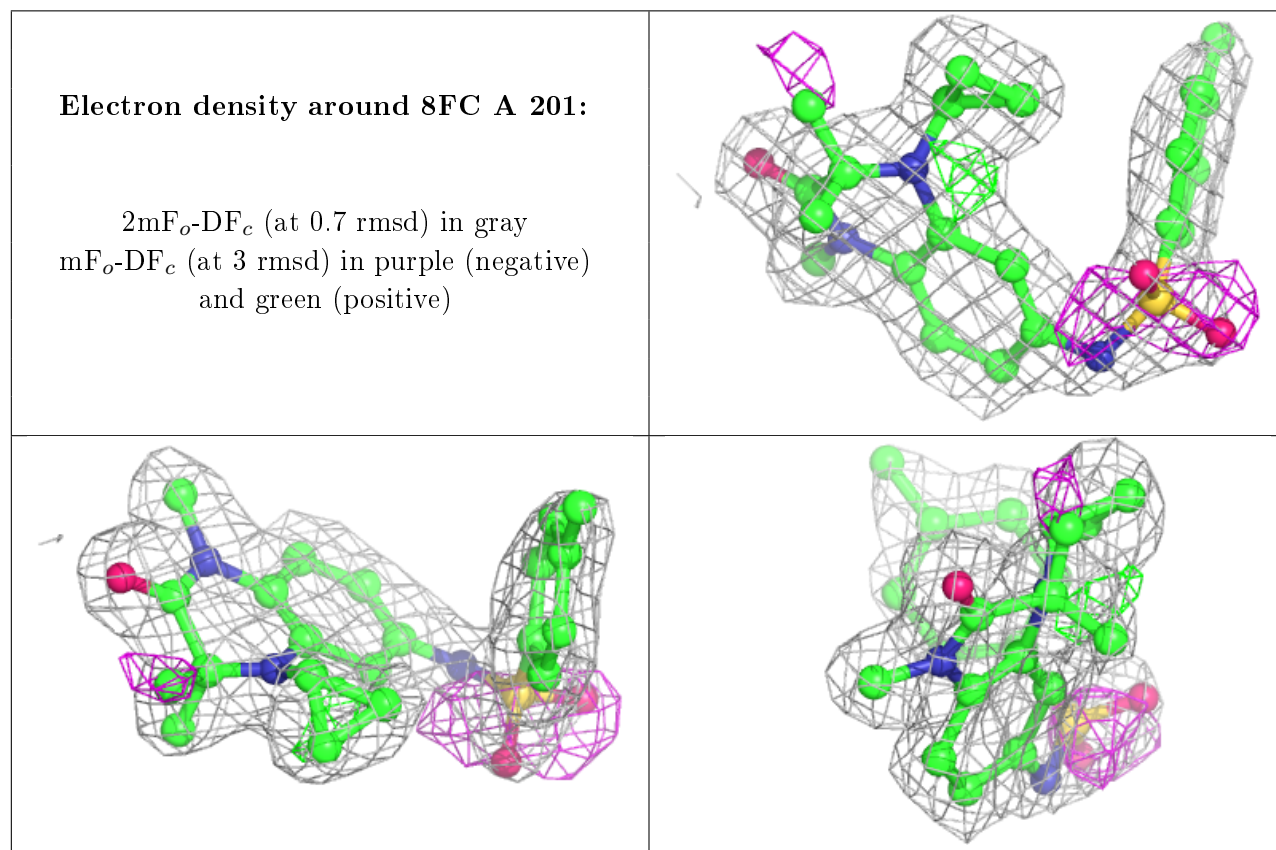 Electron density around 8FC A 201:
2mFₒ-DF𝒸 (at 0.7 rmsd) in gray
mFₒ-DF𝒸 (at 3 rmsd) in purple (negative)
and green (positive)